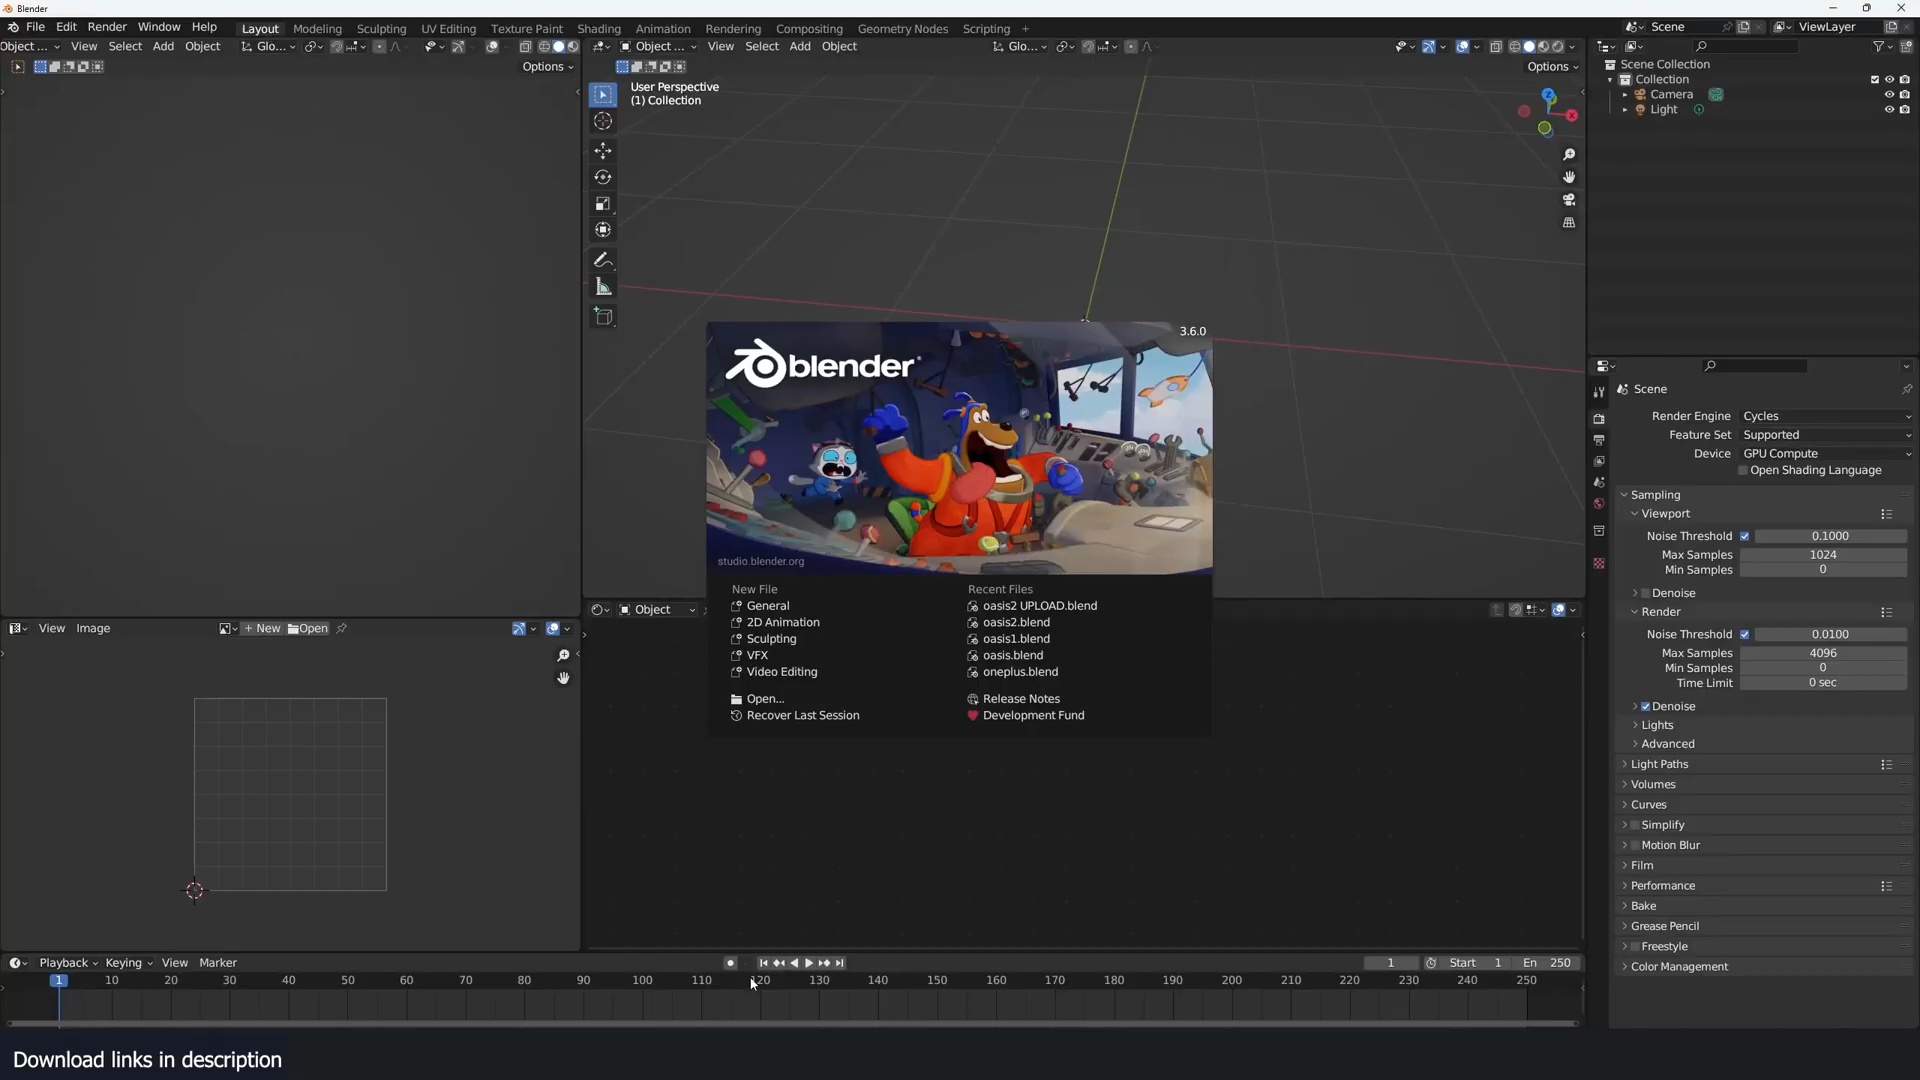 Blender
File Edit Render Window Help Layout Modeling Sculpting UV Editing Texture Paint Shading Animation Rendering Compositing Geometry Nodes Scripting +
Scene ViewLayer
Object ... View Select Add Object Glo...
Options
Object ... View Select Add Object Glo...
Options
User Perspective
(1) Collection
Z
X
Scene Collection
Collection
Camera
Light
Scene
Render Engine Cycles
Feature Set Supported
Device GPU Compute
Open Shading Language
Sampling
Viewport
Noise Threshold 0.1000
Max Samples 1024
Min Samples 0
Denoise
Render
Noise Threshold 0.0100
Max Samples 4096
Min Samples 0
Time Limit 0 sec
Denoise
Lights
Advanced
Light Paths
Volumes
Curves
Simplify
Motion Blur
Film
Performance
Bake
Grease Pencil
Freestyle
Color Management
3.6.0
blender
studio.blender.org
New File
General
2D Animation
Sculpting
VFX
Video Editing
Open...
Recover Last Session
Recent Files
oasis2 UPLOAD.blend
oasis2.blend
oasis1.blend
oasis.blend
oneplus.blend
Release Notes
Development Fund
View Image + New Open
Object
Playback Keying View Marker
1 Start 1 En 250
1 10 20 30 40 50 60 70 80 90 100 110 120 130 140 150 160 170 180 190 200 210 220 230 240 250
Download links in description